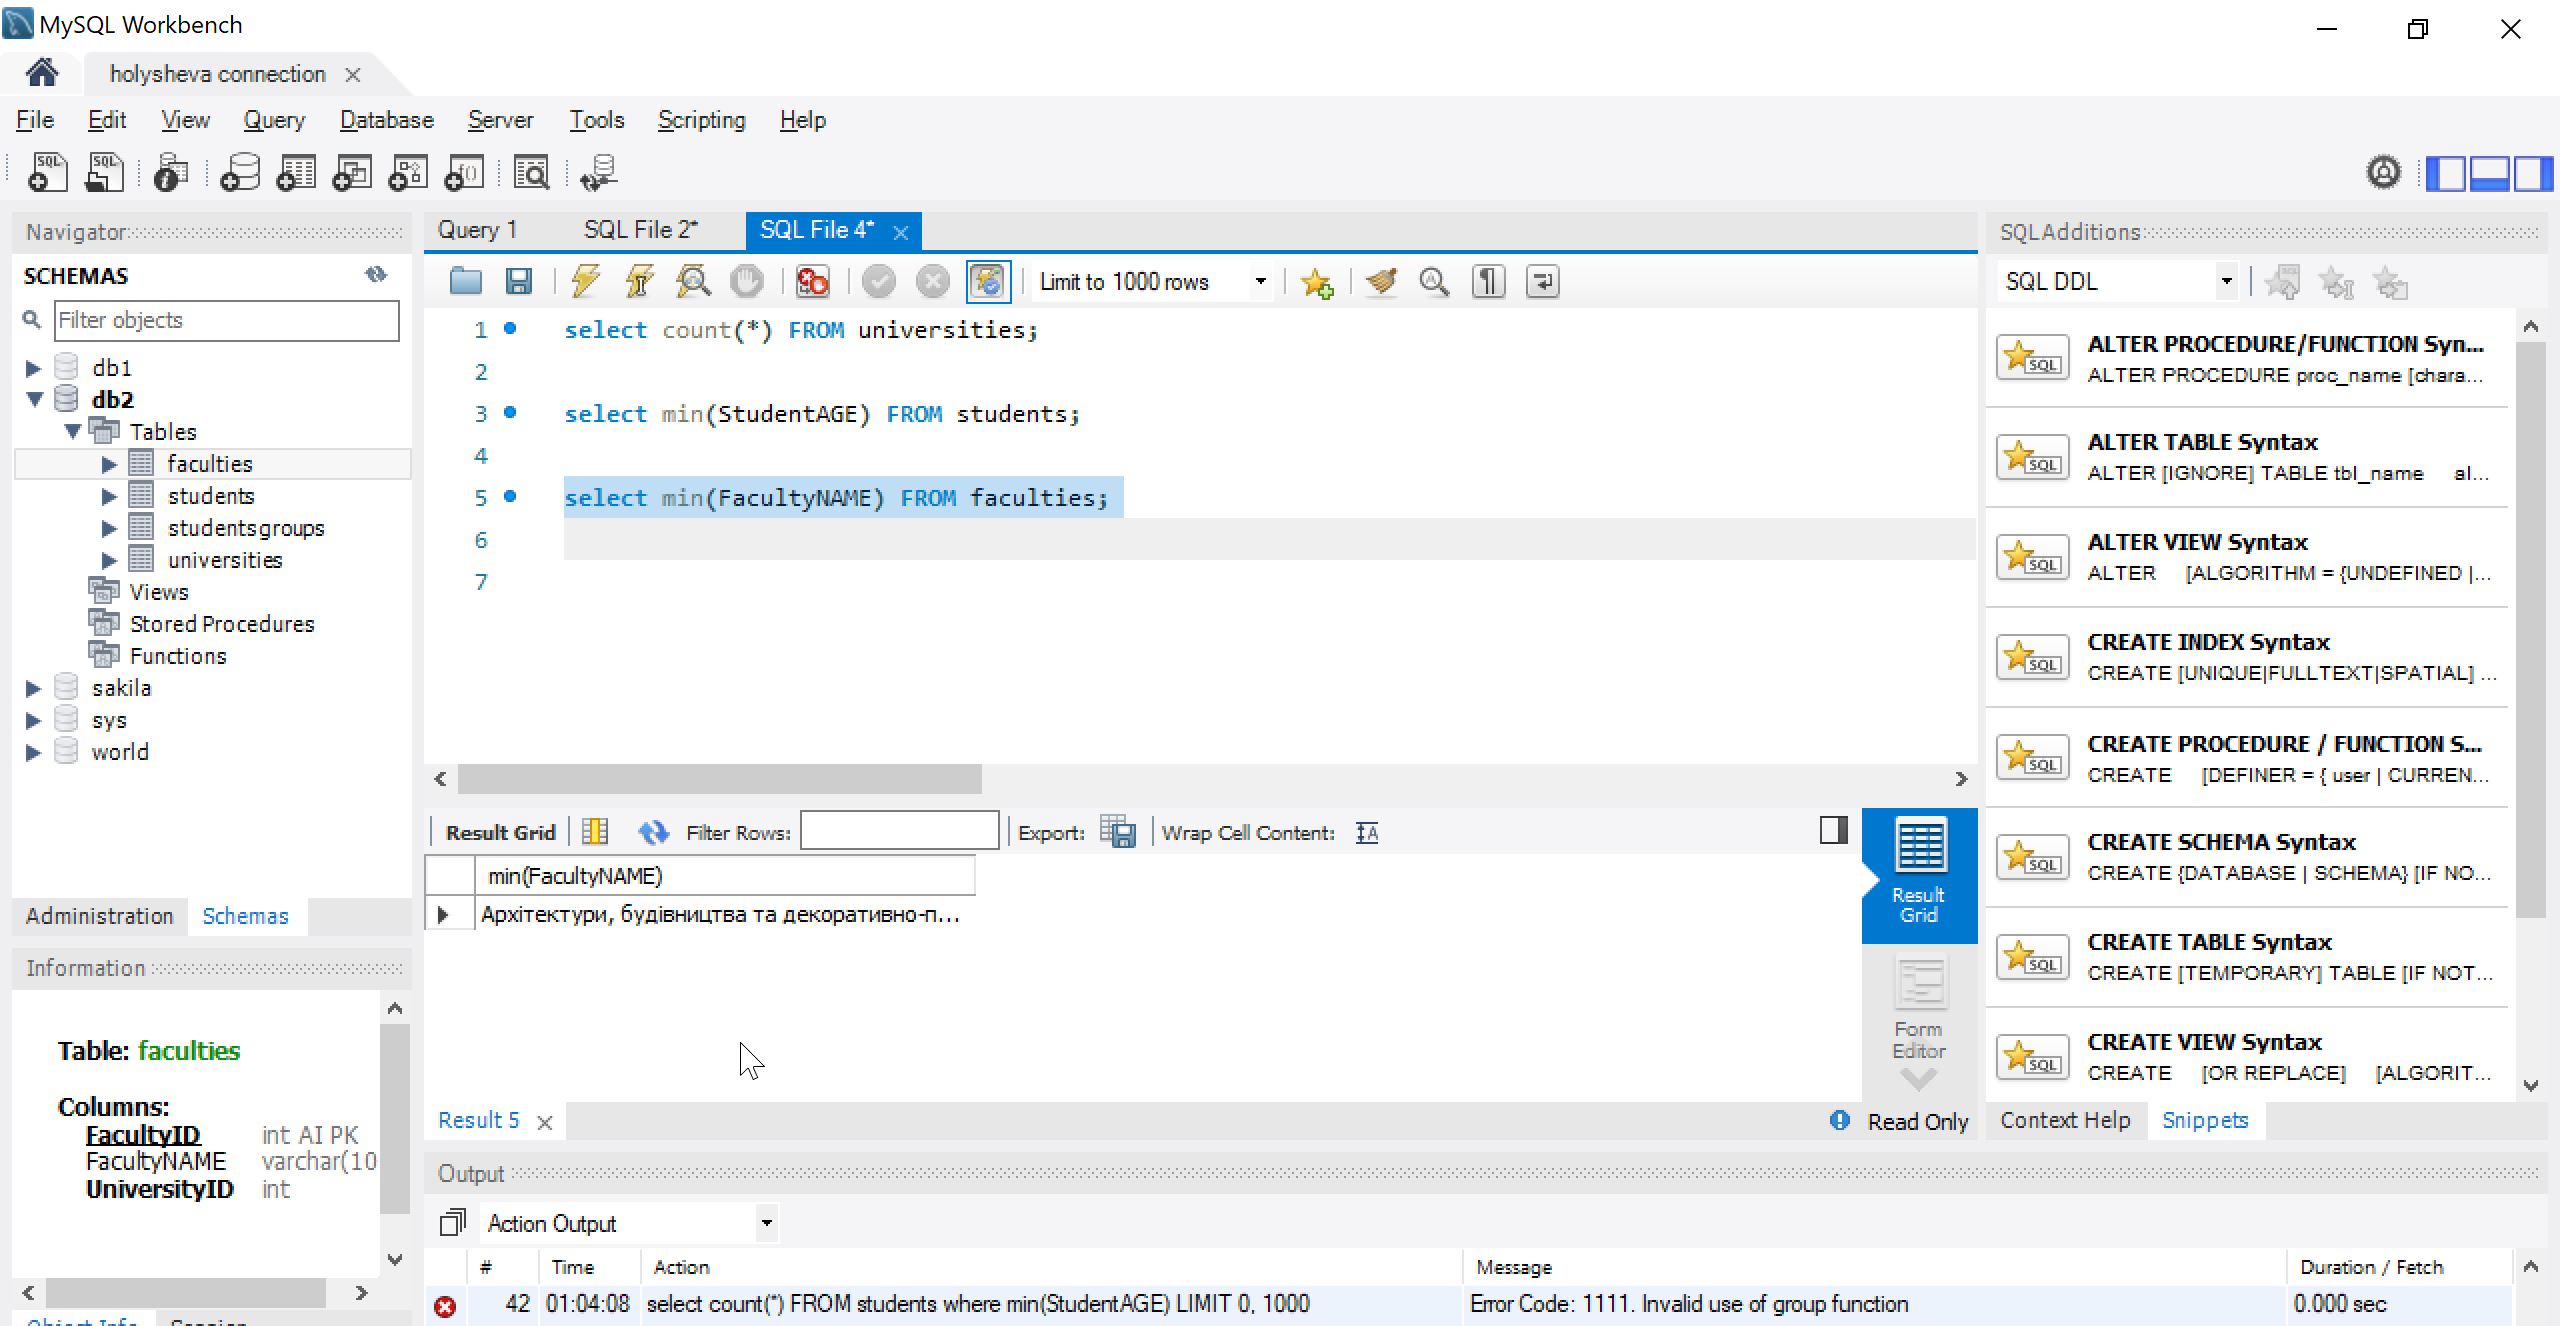 MySQL Workbench
holysheva connection
File Edit View Query Database Server Tools Scripting Help
Navigator
SCHEMAS
Filter objects
db1
db2
Tables
faculties
students
studentsgroups
universities
Views
Stored Procedures
Functions
sakila
sys
world
Administration Schemas
Information
Table: faculties
Columns:
FacultyID int AI PK
FacultyNAME varchar(10
UniversityID int
Query 1 SQL File 2* SQL File 4*
Limit to 1000 rows
1 select count(*) FROM universities;
2
3 select min(StudentAGE) FROM students;
4
5 select min(FacultyNAME) FROM faculties;
6
7
Result Grid Filter Rows: Export: Wrap Cell Content:
min(FacultyNAME)
Архітектури, будівництва та декоративно-п...
Result
Grid
Form
Editor
Result 5 Read Only
Output
Action Output
# Time Action Message Duration / Fetch
42 01:04:08 select count(*) FROM students where min(StudentAGE) LIMIT 0, 1000 Error Code: 1111. Invalid use of group function 0.000 sec
SQLAdditions
SQL DDL
ALTER PROCEDURE/FUNCTION Syn...
ALTER PROCEDURE proc_name [chara...
ALTER TABLE Syntax
ALTER [IGNORE] TABLE tbl_name al...
ALTER VIEW Syntax
ALTER [ALGORITHM = {UNDEFINED |...
CREATE INDEX Syntax
CREATE [UNIQUE|FULLTEXT|SPATIAL] ...
CREATE PROCEDURE / FUNCTION S...
CREATE [DEFINER = { user | CURREN...
CREATE SCHEMA Syntax
CREATE {DATABASE | SCHEMA} [IF NO...
CREATE TABLE Syntax
CREATE [TEMPORARY] TABLE [IF NOT...
CREATE VIEW Syntax
CREATE [OR REPLACE] [ALGORIT...
Context Help Snippets